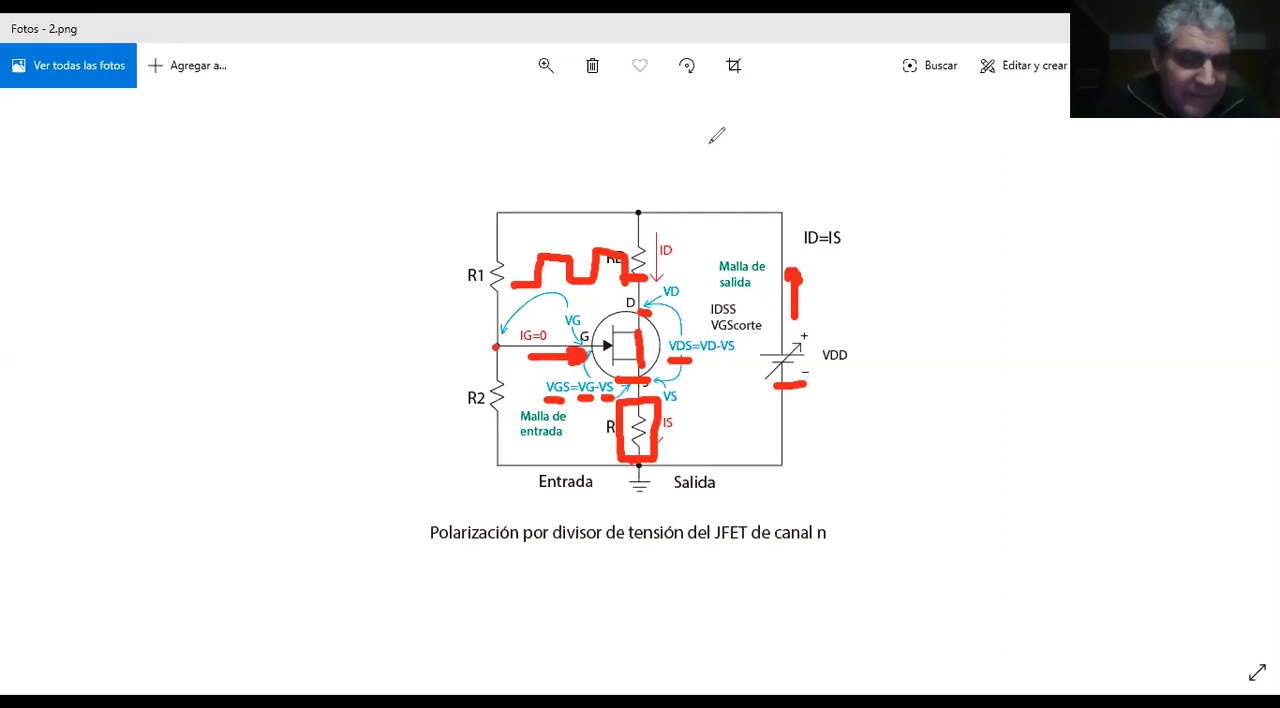 Fotos - 2.png
Ver todas las fotos
Agregar a...
Buscar
Editar y crear
ID=IS
ID
R1
Malla de
salida
VD
D
IDSS
VGScorte
VG
IG=0
G
VDS=VD-VS
+
VDD
-
VGS=VG-VS
VS
R2
Malla de
entrada
R
IS
Entrada
Salida
Polarización por divisor de tensión del JFET de canal n